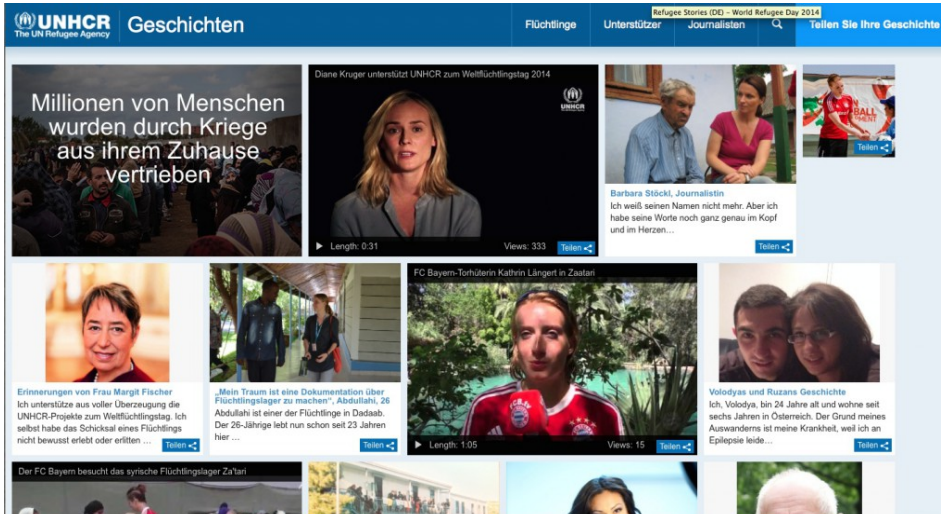 UNHCR
The UN Refugee Agency
Geschichten
Flüchtlinge
Unterstützer
Journalisten
Teilen Sie Ihre Geschichte
Refugee Stories (DE) – World Refugee Day 2014
Millionen von Menschen
wurden durch Kriege
aus ihrem Zuhause
vertrieben
Diane Kruger unterstützt UNHCR zum Weltflüchtlingstag 2014
UNHCR
Length: 0:31
Views: 333
Teilen
Barbara Stöckl, Journalistin
Ich weiß seinen Namen nicht mehr. Aber ich
habe seine Worte noch ganz genau im Kopf
und im Herzen…
Teilen
Teilen
Erinnerungen von Frau Margit Fischer
Ich unterstütze aus voller Überzeugung die
UNHCR-Projekte zum Weltflüchtlingstag. Ich
selbst habe das Schicksal eines Flüchtlings
nicht bewusst erlebt oder erlitten …
Teilen
„Mein Traum ist eine Dokumentation über
Flüchtlingslager zu machen“, Abdullahi, 26
Abdullahi ist einer der Flüchtlinge in Dadaab.
Der 26-Jährige lebt nun schon seit 23 Jahren
hier …
Teilen
FC Bayern-Torhüterin Kathrin Längert in Zaatari
Length: 1:05
Views: 15
Teilen
Volodyas und Ruzans Geschichte
Ich, Volodya, bin 24 Jahre alt und wohne seit
sechs Jahren in Österreich. Der Grund meines
Auswanderns ist meine Krankheit, weil ich an
Epilepsie leide…
Teilen
Der FC Bayern besucht das syrische Flüchtlingslager Za'tari